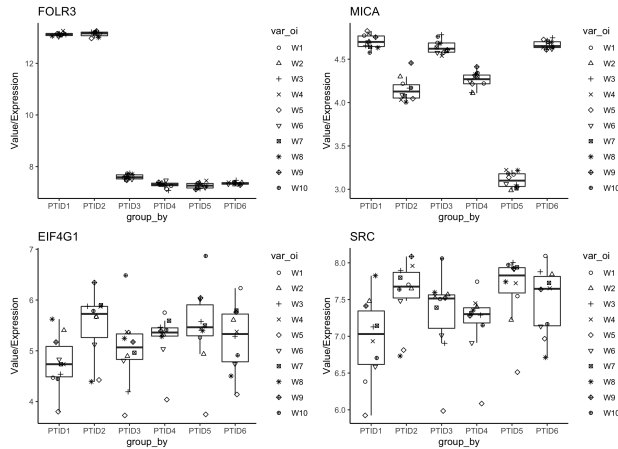 FOLR3
Value/Expression
13
11
9
7
PTID1 PTID2 PTID3 PTID4 PTID5 PTID6
group_by
var_oi
W1
W2
W3
W4
W5
W6
W7
W8
W9
W10
MICA
Value/Expression
4.5
4.0
3.5
3.0
PTID1 PTID2 PTID3 PTID4 PTID5 PTID6
group_by
var_oi
W1
W2
W3
W4
W5
W6
W7
W8
W9
W10
EIF4G1
Value/Expression
7
6
5
4
PTID1 PTID2 PTID3 PTID4 PTID5 PTID6
group_by
var_oi
W1
W2
W3
W4
W5
W6
W7
W8
W9
W10
SRC
Value/Expression
8.0
7.5
7.0
6.5
6.0
PTID1 PTID2 PTID3 PTID4 PTID5 PTID6
group_by
var_oi
W1
W2
W3
W4
W5
W6
W7
W8
W9
W10